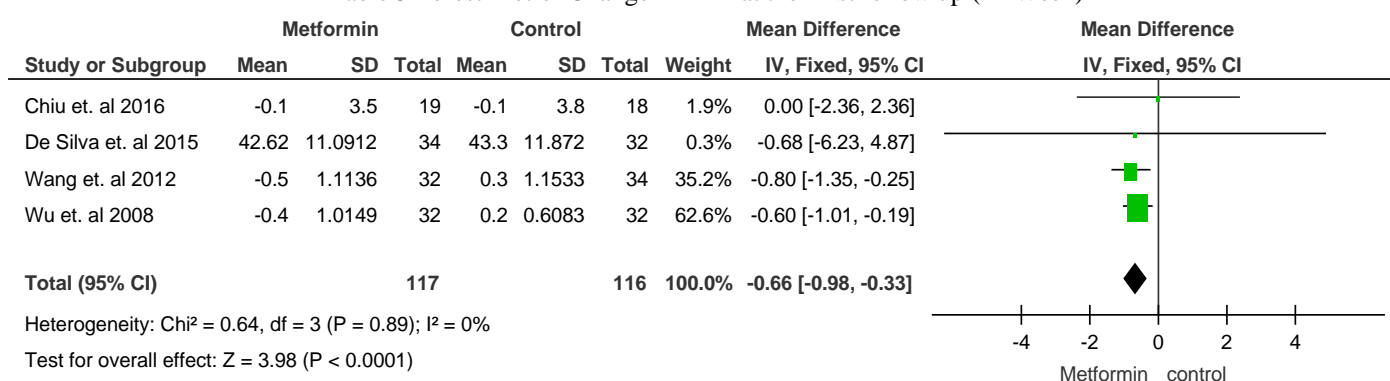 Metformin Control Mean Difference Mean Difference
Study or Subgroup Mean SD Total Mean SD Total Weight IV, Fixed, 95% CI IV, Fixed, 95% CI
Chiu et. al 2016 -0.1 3.5 19 -0.1 3.8 18 1.9% 0.00 [-2.36, 2.36]
De Silva et. al 2015 42.62 11.0912 34 43.3 11.872 32 0.3% -0.68 [-6.23, 4.87]
Wang et. al 2012 -0.5 1.1136 32 0.3 1.1533 34 35.2% -0.80 [-1.35, -0.25]
Wu et. al 2008 -0.4 1.0149 32 0.2 0.6083 32 62.6% -0.60 [-1.01, -0.19]
Total (95% CI) 117 116 100.0% -0.66 [-0.98, -0.33]
Heterogeneity: Chi² = 0.64, df = 3 (P = 0.89); I² = 0%
Test for overall effect: Z = 3.98 (P < 0.0001)
-4 -2 0 2 4
Metformin control